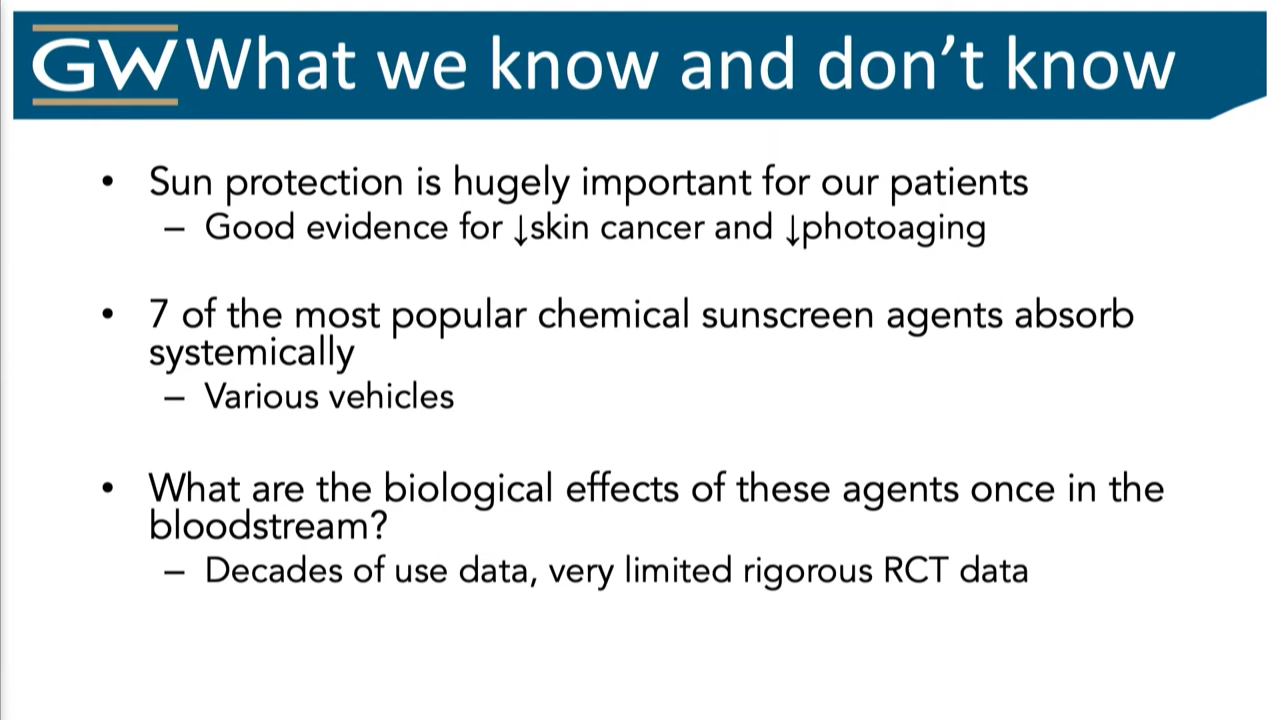 GW What we know and don't know
• Sun protection is hugely important for our patients
– Good evidence for ↓skin cancer and ↓photoaging
• 7 of the most popular chemical sunscreen agents absorb
systemically
– Various vehicles
• What are the biological effects of these agents once in the
bloodstream?
– Decades of use data, very limited rigorous RCT data